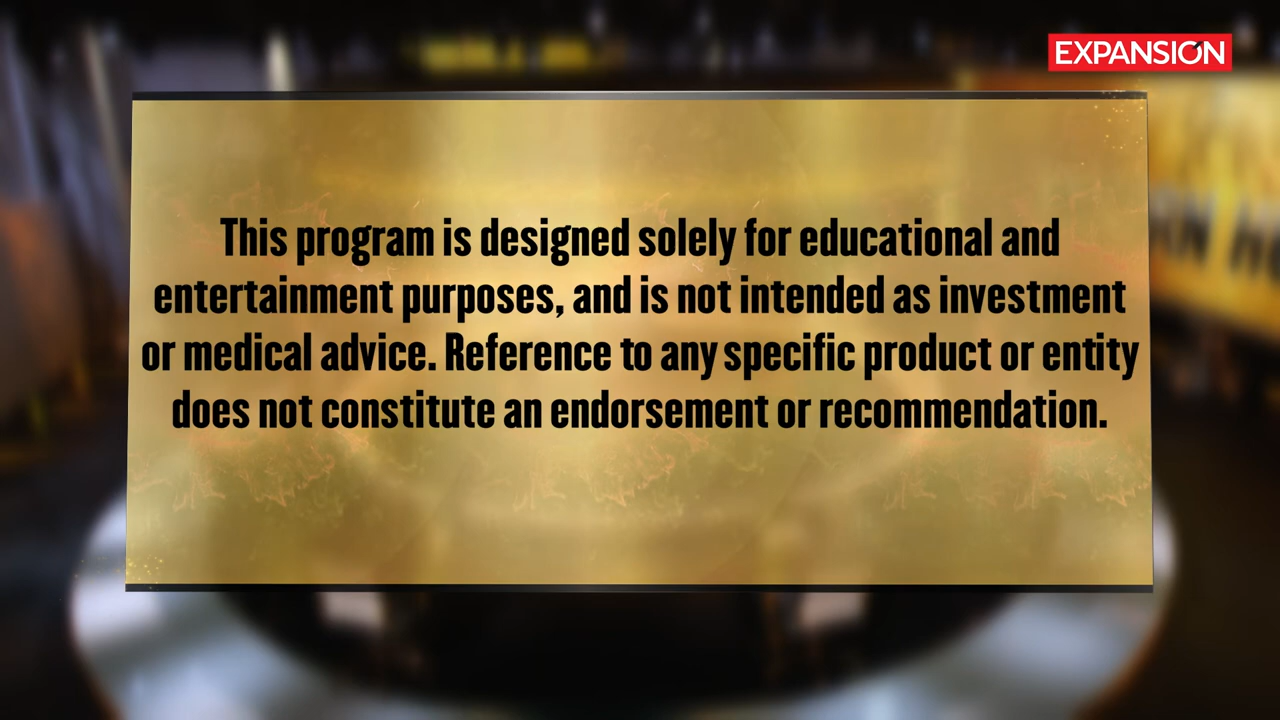 EXPANSIÓN
This program is designed solely for educational and
entertainment purposes, and is not intended as investment
or medical advice. Reference to any specific product or entity
does not constitute an endorsement or recommendation.